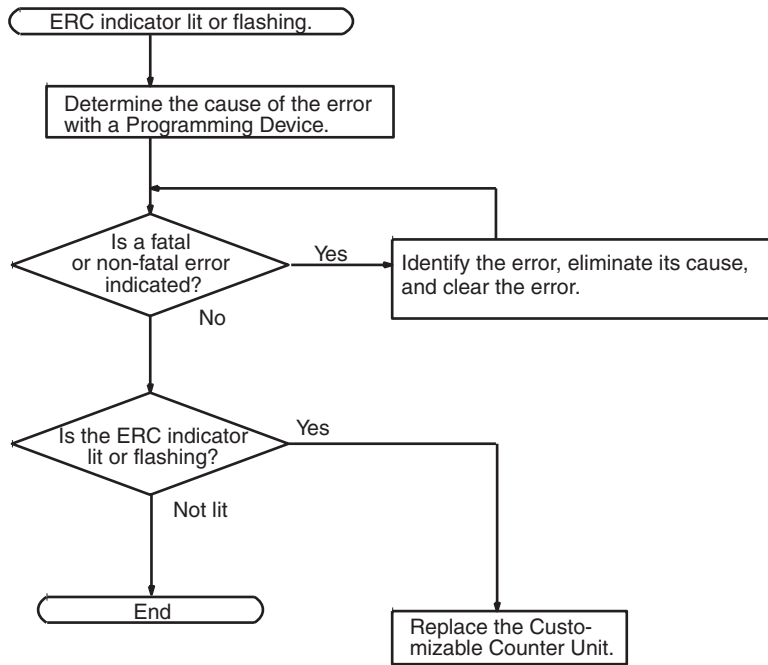 ERC indicator lit or flashing.
Determine the cause of the error
with a Programming Device.
Is a fatal
or non-fatal error
indicated?
Yes
Identify the error, eliminate its cause,
and clear the error.
No
Is the ERC indicator
lit or flashing?
Yes
Not lit
End
Replace the Custo-
mizable Counter Unit.